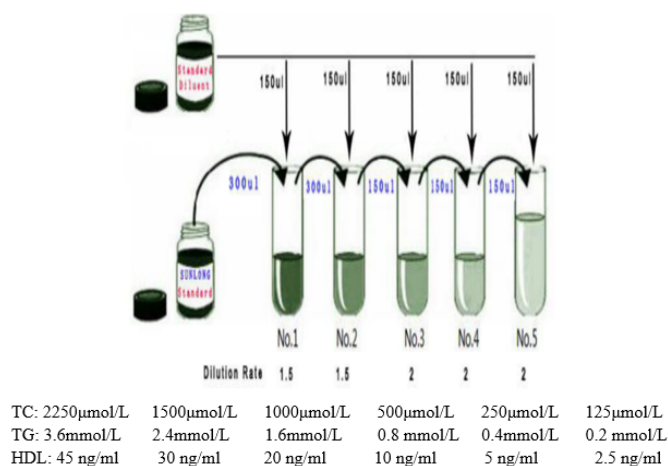 Standard
Diluent
150ul 150ul 150ul 150ul 150ul
300ul 300ul 150ul 150ul 150ul
SUNLONG
Standard
No.1 No.2 No.3 No.4 No.5
Dilution Rate 1.5 1.5 2 2 2
TC: 2250μmol/L 1500μmol/L 1000μmol/L 500μmol/L 250μmol/L 125μmol/L
TG: 3.6mmol/L 2.4mmol/L 1.6mmol/L 0.8 mmol/L 0.4mmol/L 0.2 mmol/L
HDL: 45 ng/ml 30 ng/ml 20 ng/ml 10 ng/ml 5 ng/ml 2.5 ng/ml